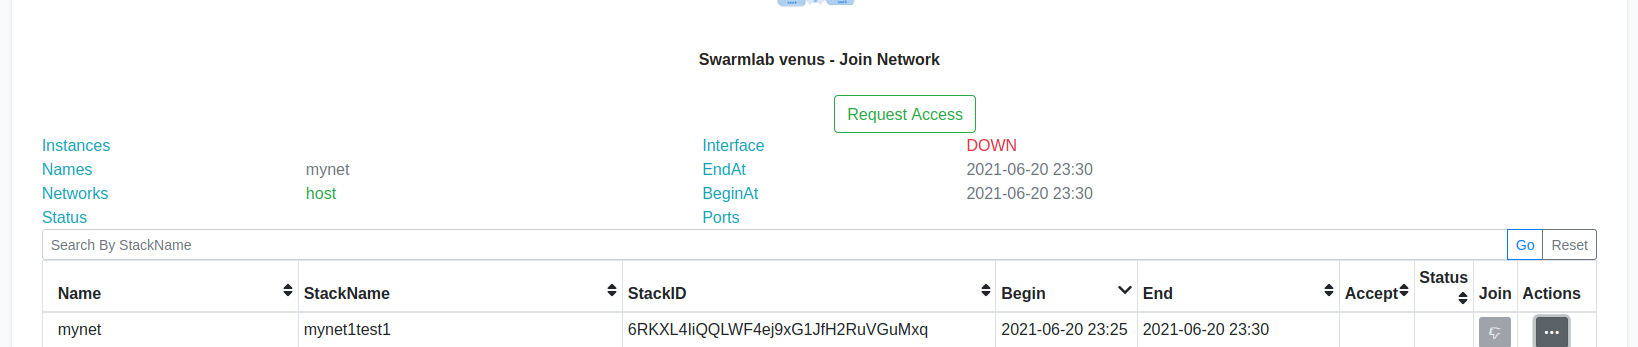 Swarmlab venus - Join Network
Request Access
Instances Interface DOWN
Names mynet EndAt 2021-06-20 23:30
Networks host BeginAt 2021-06-20 23:30
Status Ports
Search By StackName Go Reset
Name StackName StackID Begin End Accept Status Join Actions
mynet mynet1test1 6RKXL4IiQQLWF4ej9xG1JfH2RuVGuMxq 2021-06-20 23:25 2021-06-20 23:30